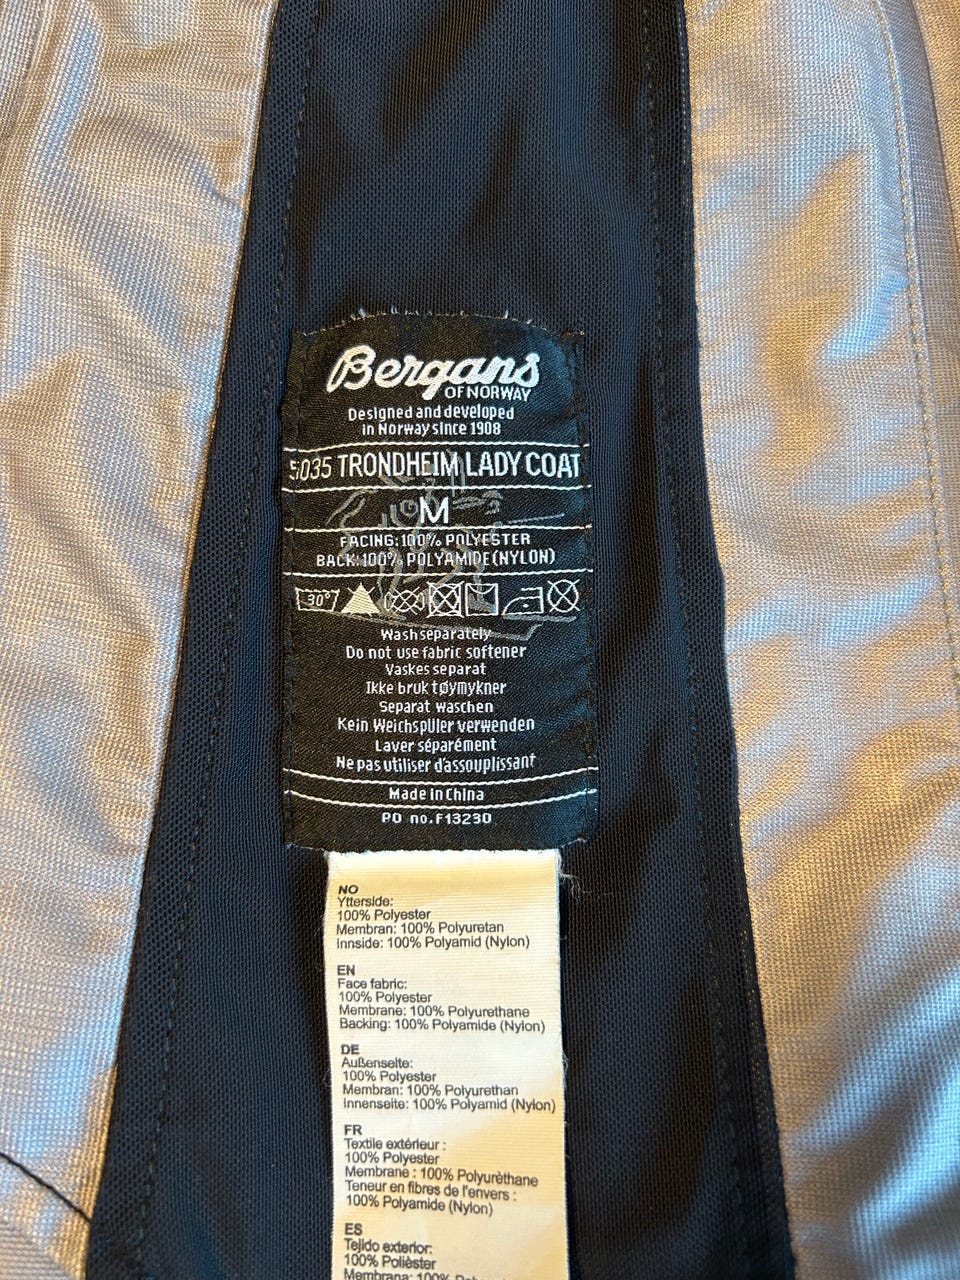 Bergans
OF NORWAY
Designed and developed
in Norway since 1908
5035 TRONDHEIM LADY COAT
M
FACING: 100% POLYESTER
BACK: 100% POLYAMIDE (NYLON)
30°
Wash separately
Do not use fabric softener
Vaskes separat
Ikke bruk tøymykner
Separat waschen
Kein Weichspüler verwenden
Laver séparément
Ne pas utiliser d'assouplissant
Made in China
PO no.F13230
NO
Ytterside:
100% Polyester
Membran: 100% Polyuretan
Innside: 100% Polyamid (Nylon)
EN
Face fabric:
100% Polyester
Membrane: 100% Polyurethane
Backing: 100% Polyamide (Nylon)
DE
Außenseite:
100% Polyester
Membran: 100% Polyurethan
Innenseite: 100% Polyamid (Nylon)
FR
Textile extérieur :
100% Polyester
Membrane : 100% Polyurèthane
Teneur en fibres de l'envers :
100% Polyamide (Nylon)
ES
Tejido exterior:
100% Polièster
Membrana: 100%